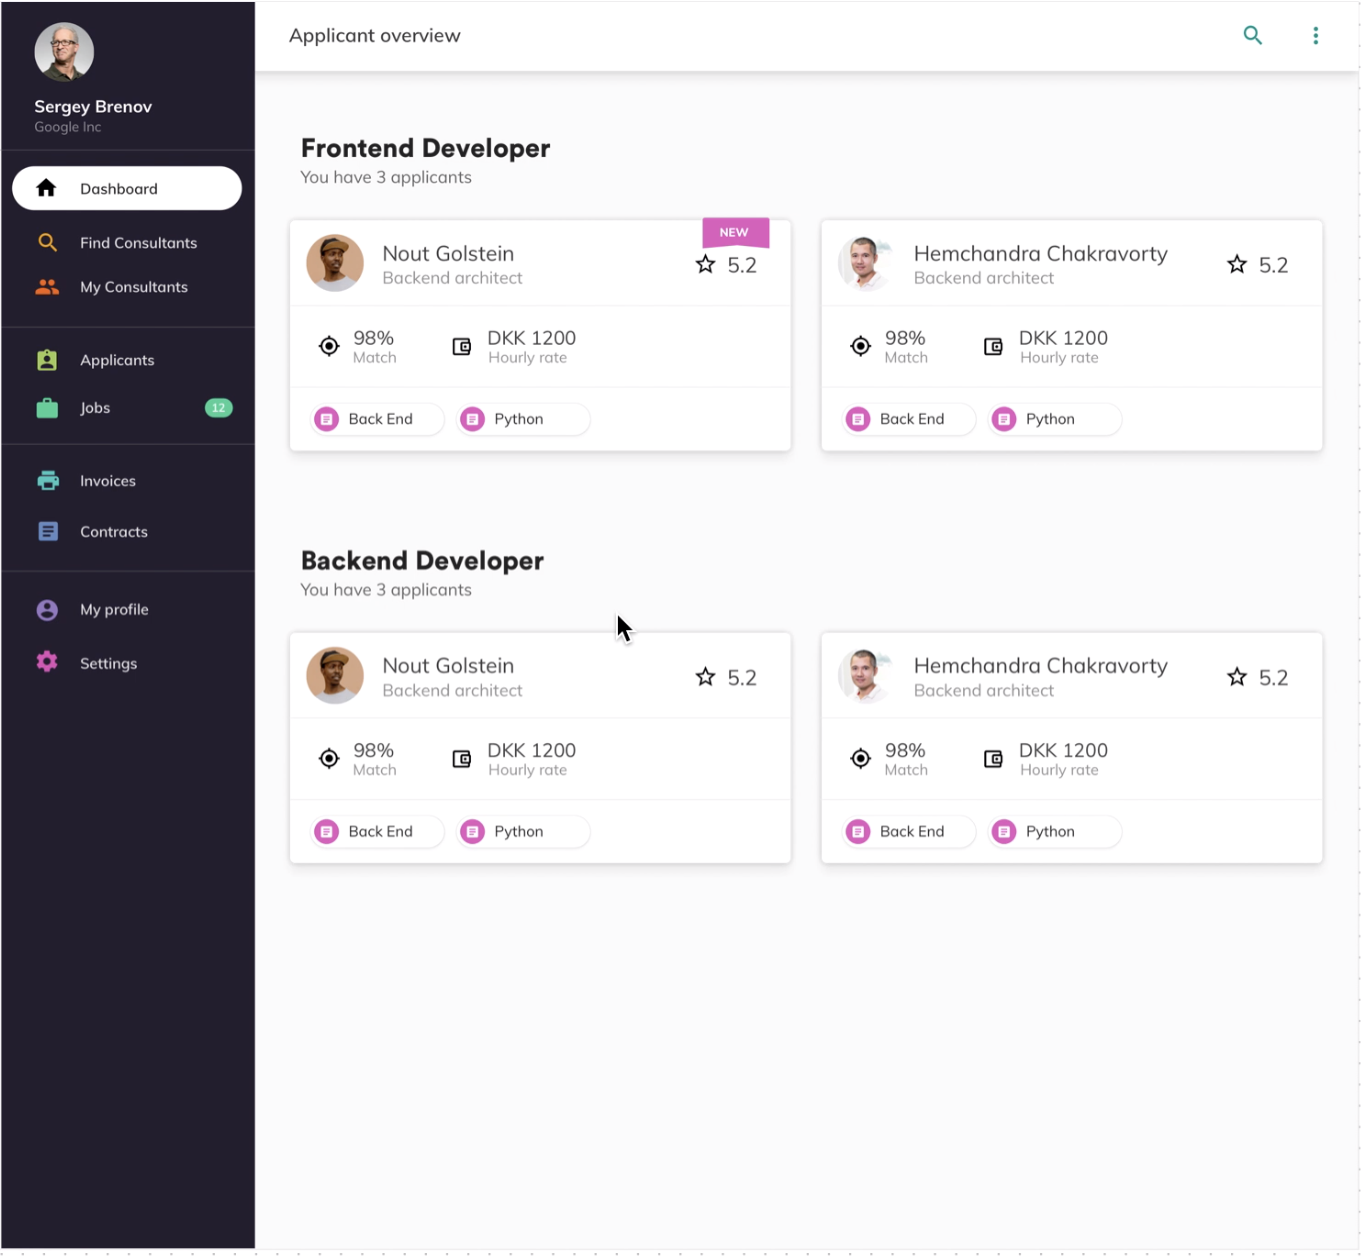 Sergey Brenov
Google Inc
Dashboard
Find Consultants
My Consultants
Applicants
Jobs 12
Invoices
Contracts
My profile
Settings
Applicant overview
Frontend Developer
You have 3 applicants
NEW
Nout Golstein
Backend architect
5.2
98%
Match
DKK 1200
Hourly rate
Back End
Python
Hemchandra Chakravorty
Backend architect
5.2
98%
Match
DKK 1200
Hourly rate
Back End
Python
Backend Developer
You have 3 applicants
Nout Golstein
Backend architect
5.2
98%
Match
DKK 1200
Hourly rate
Back End
Python
Hemchandra Chakravorty
Backend architect
5.2
98%
Match
DKK 1200
Hourly rate
Back End
Python